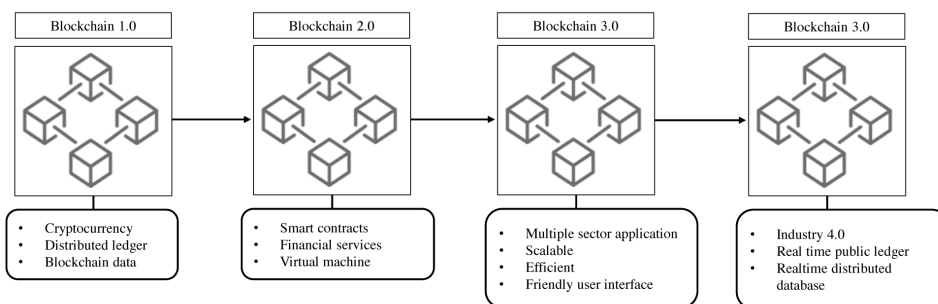 Blockchain 1.0
Blockchain 2.0
Blockchain 3.0
Blockchain 3.0
• Cryptocurrency
• Distributed ledger
• Blockchain data
• Smart contracts
• Financial services
• Virtual machine
• Multiple sector application
• Scalable
• Efficient
• Friendly user interface
• Industry 4.0
• Real time public ledger
• Realtime distributed
database